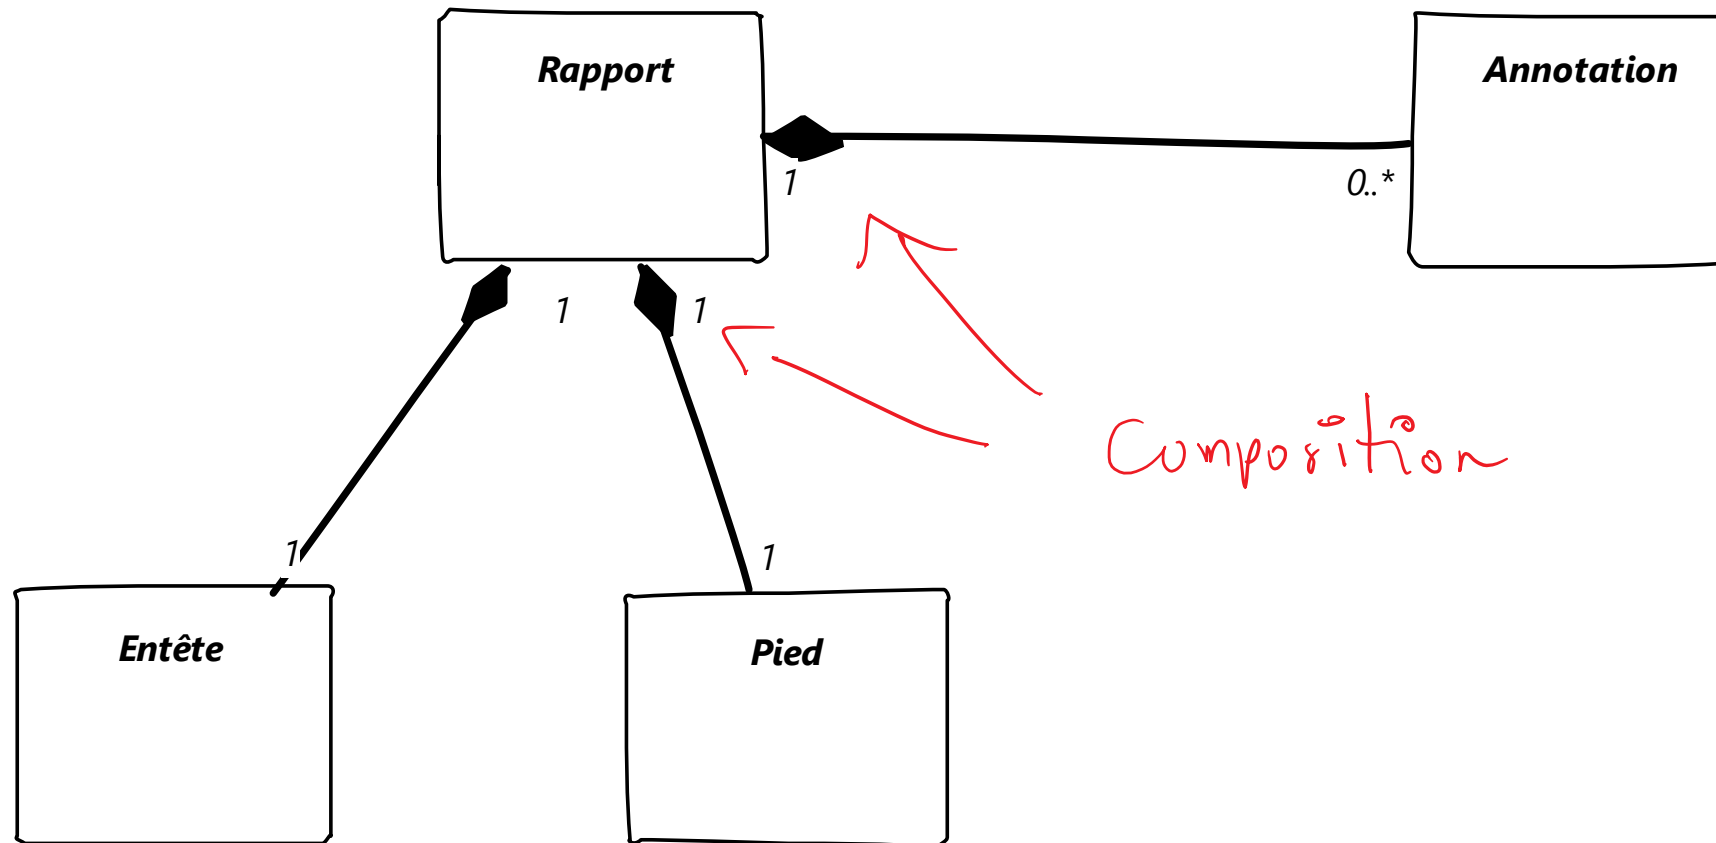 Rapport
Annotation
1
0..*
1
1
Composition
1
1
Entête
Pied